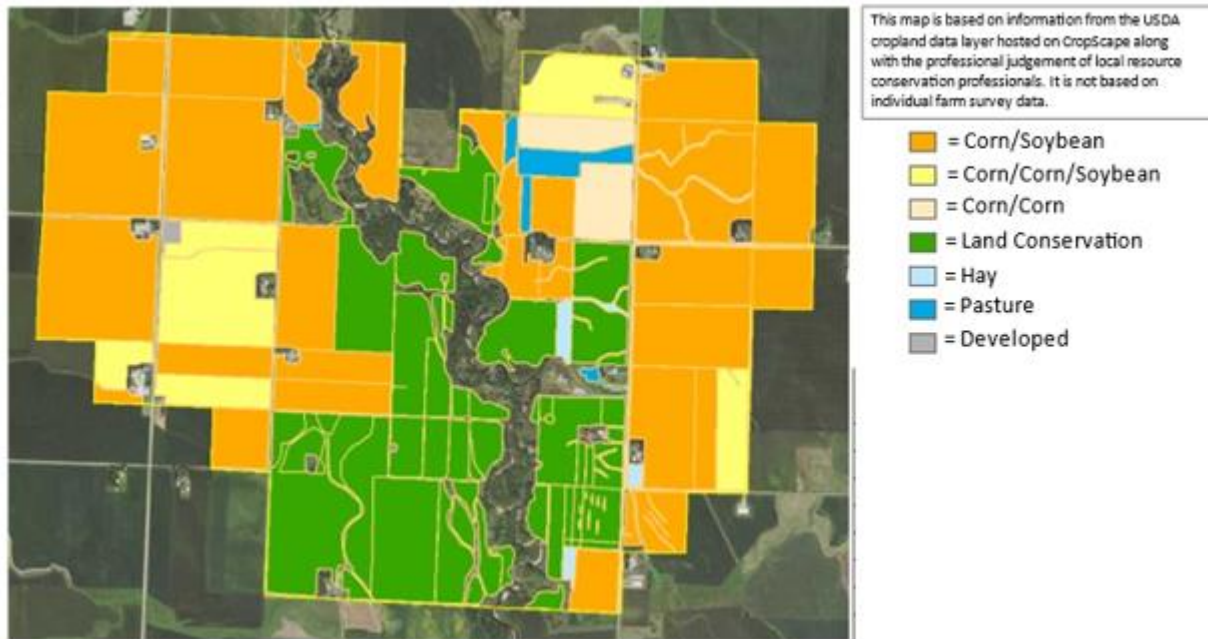 This map is based on information from the USDA
cropland data layer hosted on CropScape along
with the professional judgement of local resource
conservation professionals. It is not based on
individual farm survey data.
= Corn/Soybean
= Corn/Corn/Soybean
= Corn/Corn
= Land Conservation
= Hay
= Pasture
= Developed